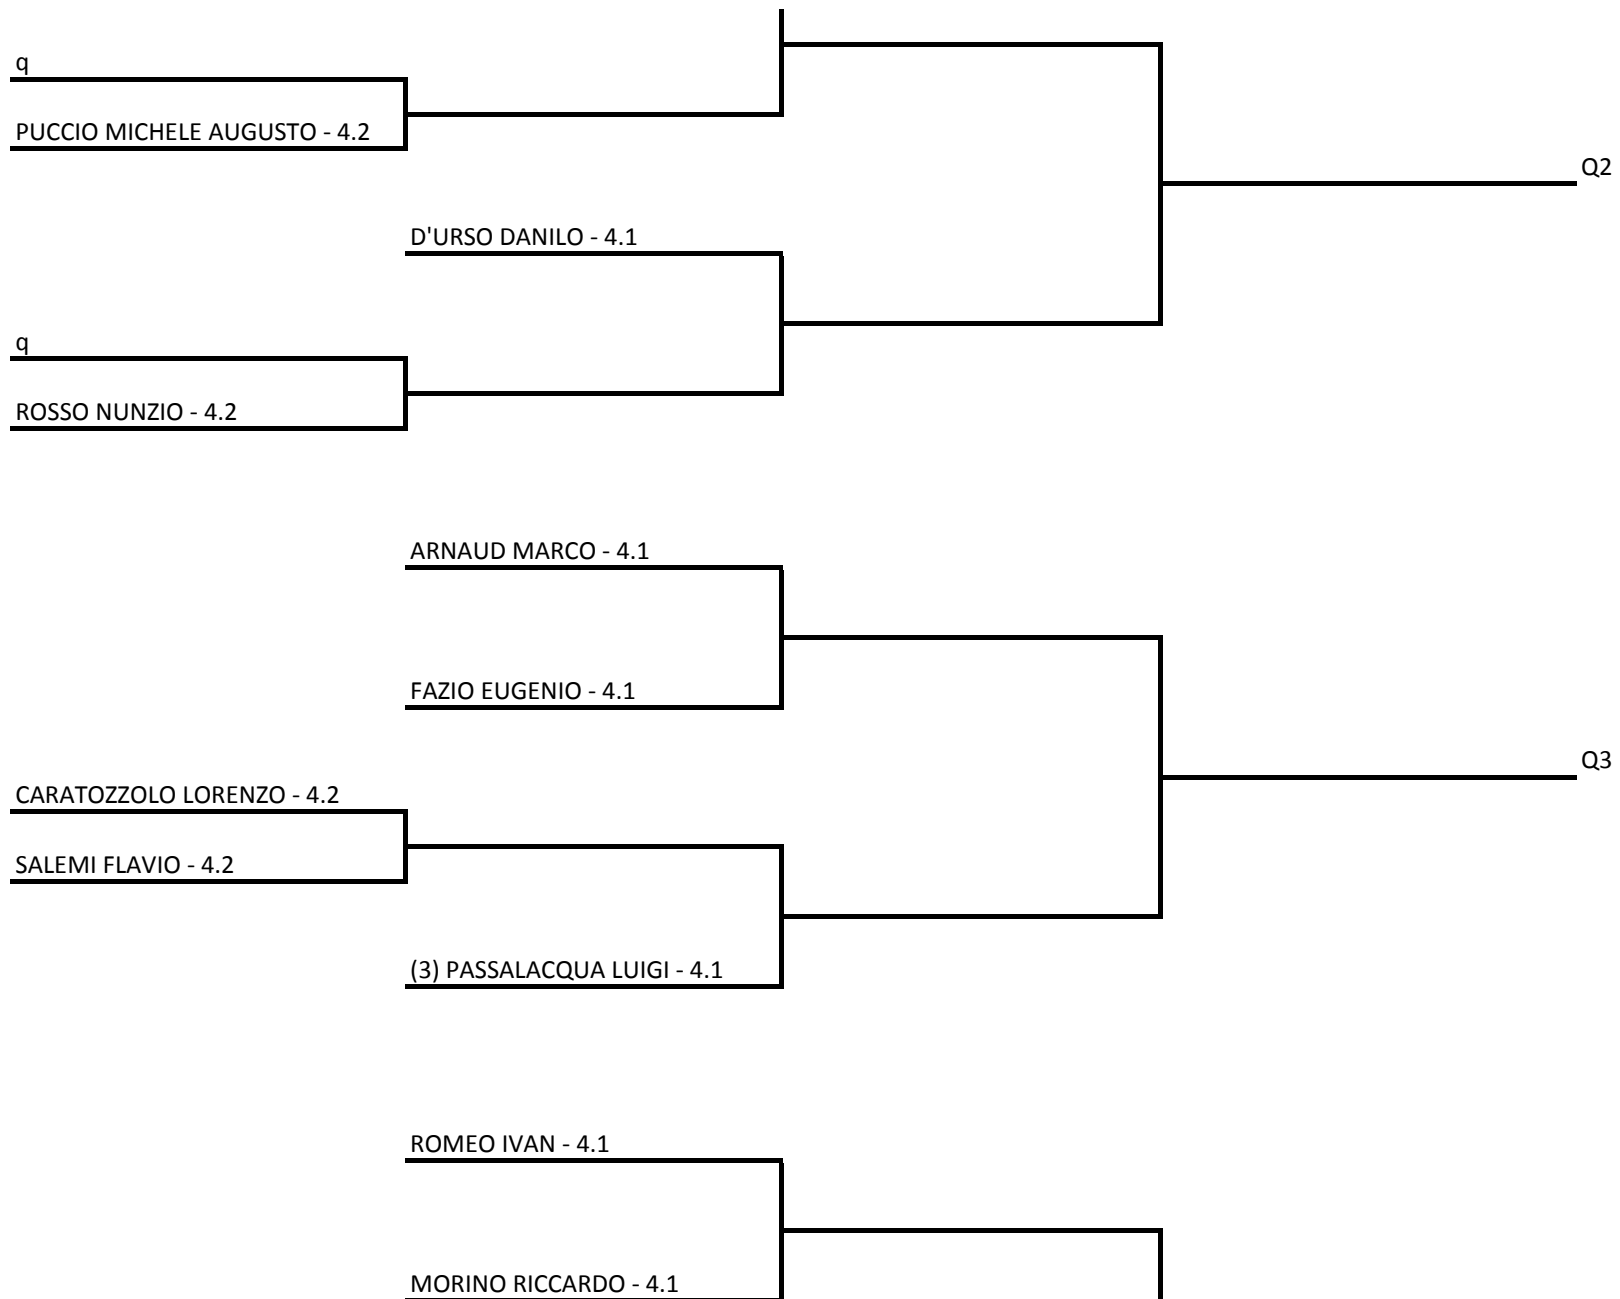 q
PUCCIO MICHELE AUGUSTO - 4.2
Q2
D'URSO DANILO - 4.1
q
ROSSO NUNZIO - 4.2
ARNAUD MARCO - 4.1
FAZIO EUGENIO - 4.1
Q3
CARATOZZOLO LORENZO - 4.2
SALEMI FLAVIO - 4.2
(3) PASSALACQUA LUIGI - 4.1
ROMEO IVAN - 4.1
MORINO RICCARDO - 4.1